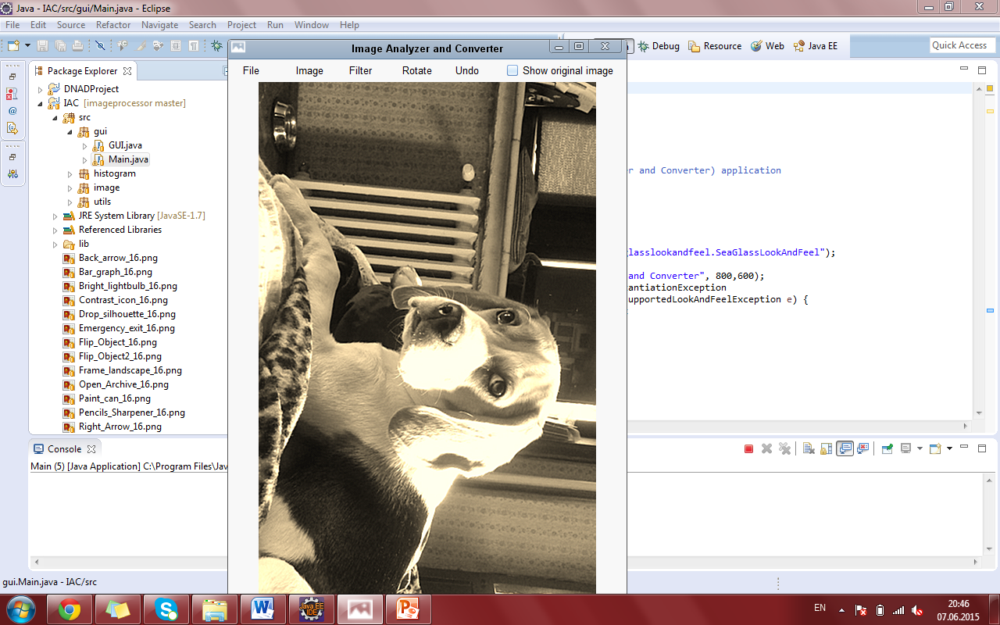 Java - IAC/src/gui/Main.java - Eclipse
File Edit Source Refactor Navigate Search Project Run Window Help
Debug Resource Web Java EE
Quick Access
Package Explorer
DNADProject
IAC [imageprocessor master]
src
gui
GUI.java
Main.java
histogram
image
utils
JRE System Library [JavaSE-1.7]
Referenced Libraries
lib
Back_arrow_16.png
Bar_graph_16.png
Bright_lightbulb_16.png
Contrast_icon_16.png
Drop_silhouette_16.png
Emergency_exit_16.png
Flip_Object_16.png
Flip_Object2_16.png
Frame_landscape_16.png
Open_Archive_16.png
Paint_can_16.png
Pencils_Sharpener_16.png
Right_Arrow_16.png
Image Analyzer and Converter
File Image Filter Rotate Undo Show original image
er and Converter) application
glasslookandfeel.SeaGlassLookAndFeel");
and Converter", 800,600);
antiationException
upportedLookAndFeelException e) {
Console
Main (5) [Java Application] C:\Program Files\Jav
gui.Main.java - IAC/src
Java EE
IDE
EN
20:46
07.06.2015